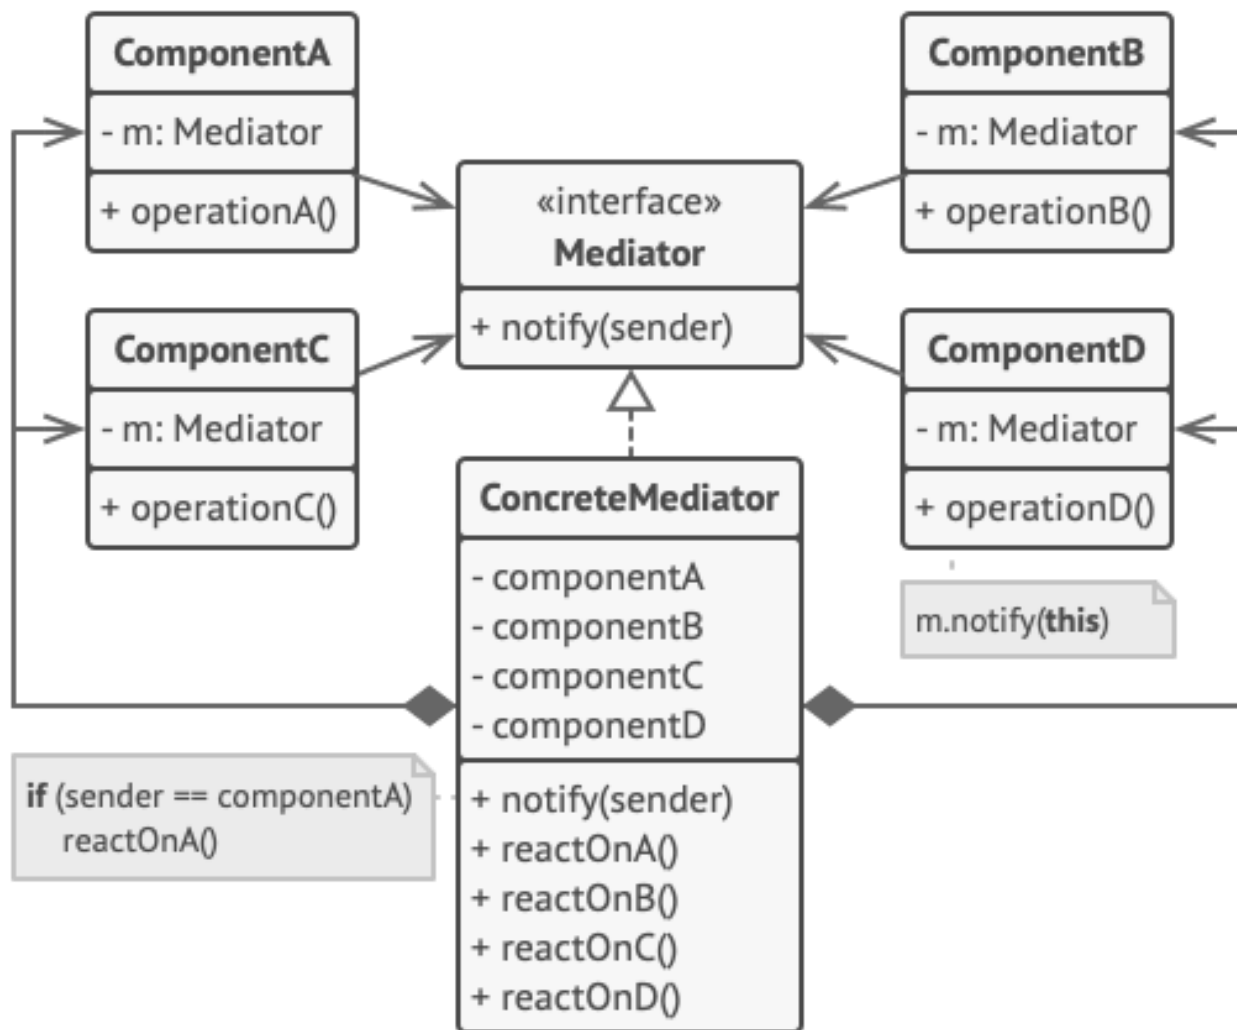 ComponentA
- m: Mediator
+ operationA()
ComponentB
- m: Mediator
+ operationB()
«interface»
Mediator
+ notify(sender)
ComponentC
- m: Mediator
+ operationC()
ComponentD
- m: Mediator
+ operationD()
m.notify(this)
ConcreteMediator
- componentA
- componentB
- componentC
- componentD
+ notify(sender)
+ reactOnA()
+ reactOnB()
+ reactOnC()
+ reactOnD()
if (sender == componentA)
reactOnA()